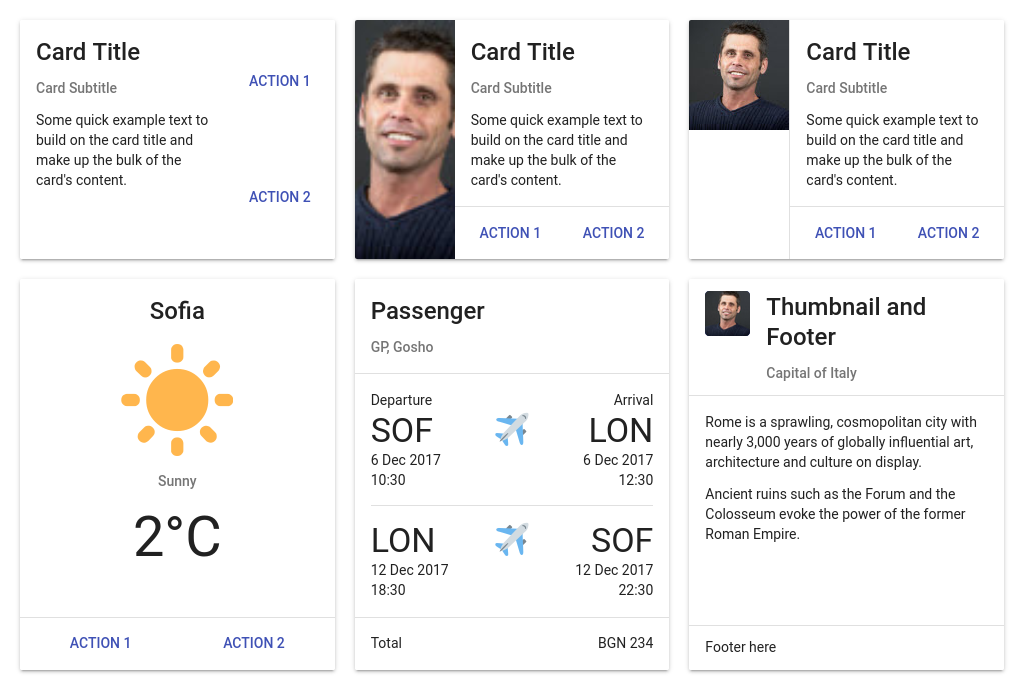 Card Title
Card Subtitle
Some quick example text to
build on the card title and
make up the bulk of the
card's content.
ACTION 1
ACTION 2
Card Title
Card Subtitle
Some quick example text to
build on the card title and
make up the bulk of the
card's content.
ACTION 1 ACTION 2
Card Title
Card Subtitle
Some quick example text to
build on the card title and
make up the bulk of the
card's content.
ACTION 1 ACTION 2
Sofia
Sunny
2°C
ACTION 1 ACTION 2
Passenger
GP, Gosho
Departure Arrival
SOF LON
6 Dec 2017 6 Dec 2017
10:30 12:30
LON SOF
12 Dec 2017 12 Dec 2017
18:30 22:30
Total BGN 234
Thumbnail and
Footer
Capital of Italy
Rome is a sprawling, cosmopolitan city with
nearly 3,000 years of globally influential art,
architecture and culture on display.
Ancient ruins such as the Forum and the
Colosseum evoke the power of the former
Roman Empire.
Footer here